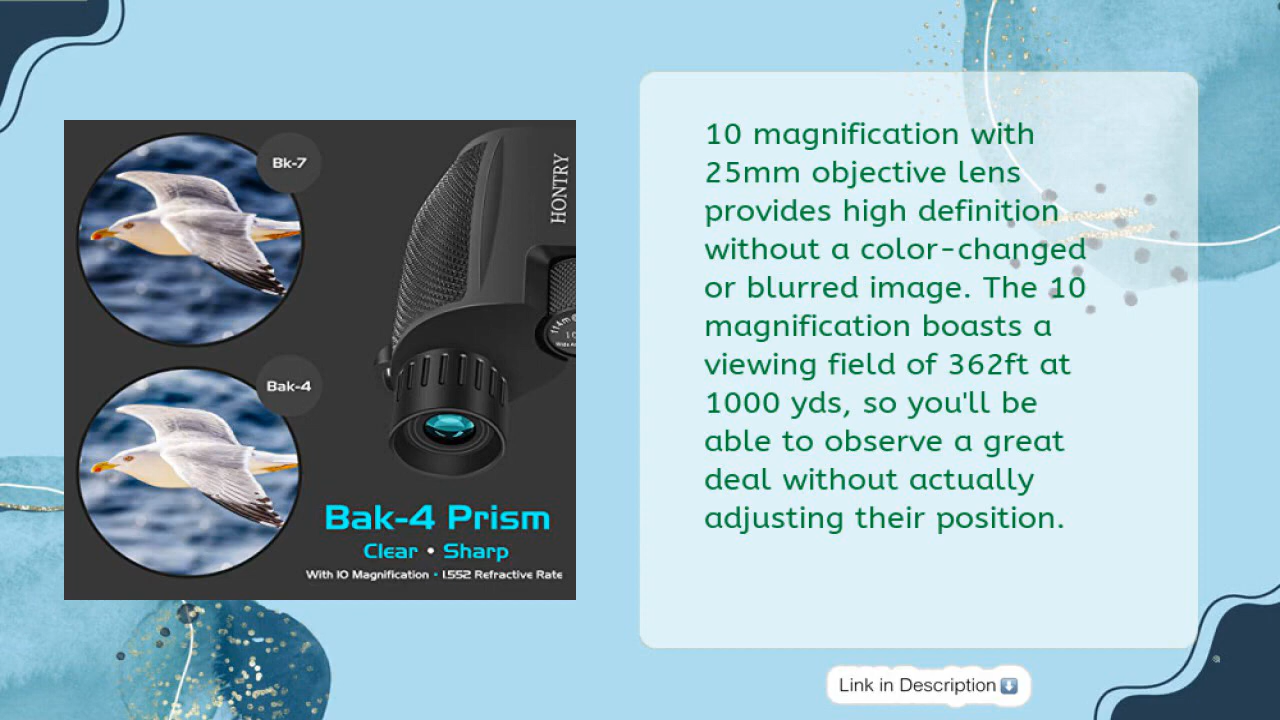 Bk-7
HONTRY
Bak-4
Bak-4 Prism
Clear • Sharp
With 10 Magnification • 1.552 Refractive Rate
10 magnification with
25mm objective lens
provides high definition
without a color-changed
or blurred image. The 10
magnification boasts a
viewing field of 362ft at
1000 yds, so you'll be
able to observe a great
deal without actually
adjusting their position.
Link in Description ⬇️